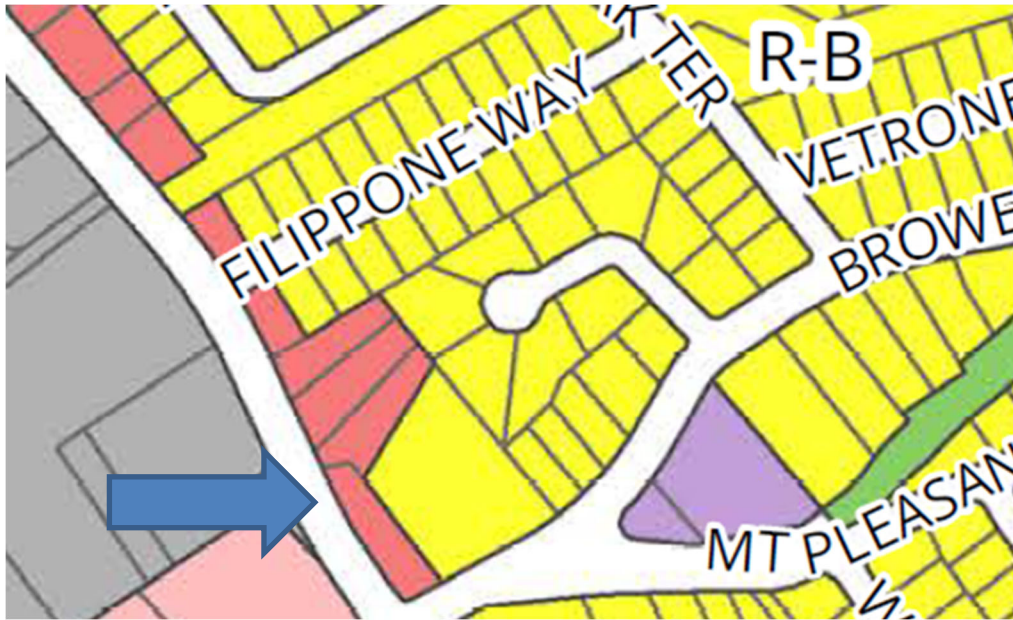 TER
R-B
FILIPPONE WAY
VETRONE
BROWE
MT PLEASAN
W